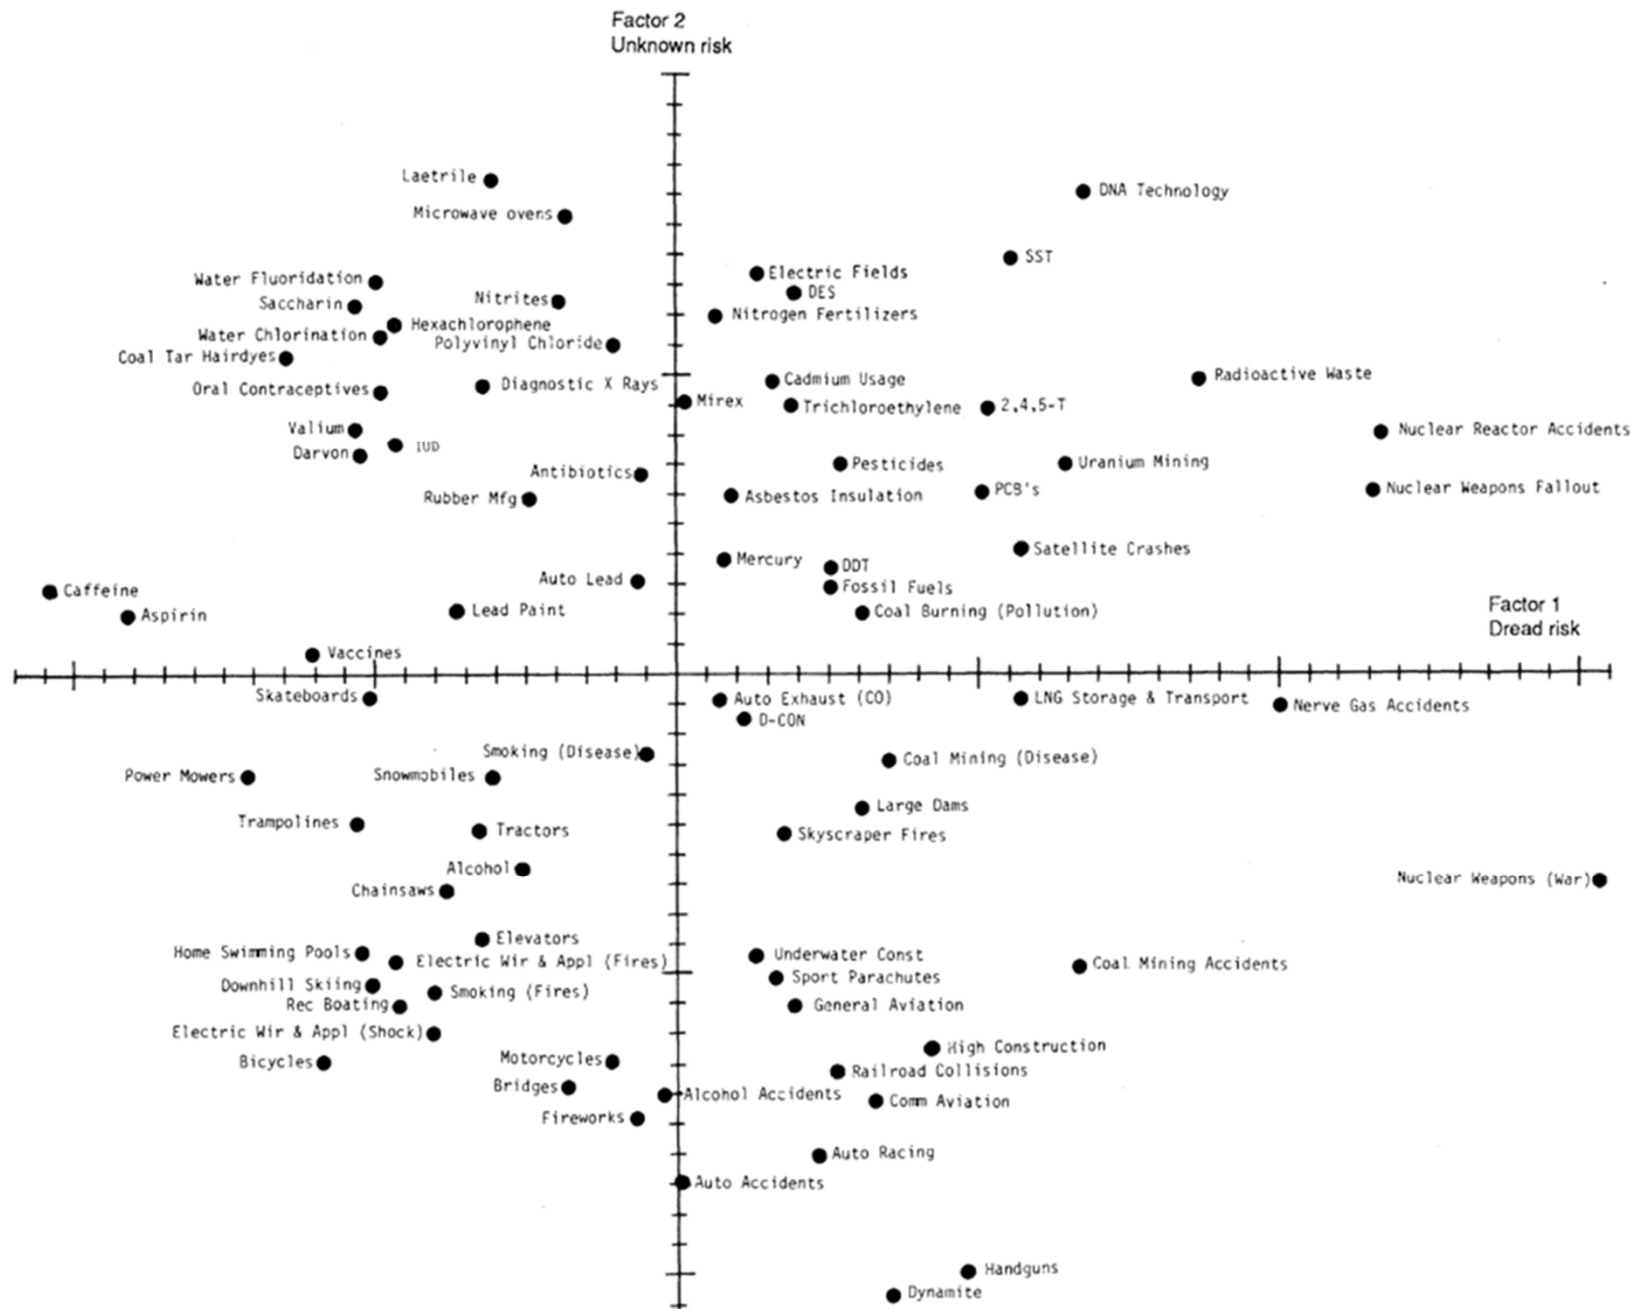 Factor 2
Unknown risk
Laetrile
DNA Technology
Microwave ovens
SST
Electric Fields
Water Fluoridation
DES
Nitrites
Saccharin
Nitrogen Fertilizers
Hexachlorophene
Water Chlorination
Polyvinyl Chloride
Coal Tar Hairdyes
Radioactive Waste
Cadmium Usage
Diagnostic X Rays
Oral Contraceptives
Mirex
Trichloroethylene
2,4,5-T
Valium
Nuclear Reactor Accidents
IUD
Darvon
Pesticides
Uranium Mining
Antibiotics
Nuclear Weapons Fallout
PCB's
Asbestos Insulation
Rubber Mfg
Satellite Crashes
Mercury
DDT
Auto Lead
Fossil Fuels
Caffeine
Factor 1
Dread risk
Lead Paint
Coal Burning (Pollution)
Aspirin
Vaccines
Skateboards
Auto Exhaust (CO)
LNG Storage & Transport
Nerve Gas Accidents
D-CON
Smoking (Disease)
Coal Mining (Disease)
Power Mowers
Snowmobiles
Large Dams
Trampolines
Tractors
Skyscraper Fires
Alcohol
Nuclear Weapons (War)
Chainsaws
Elevators
Home Swimming Pools
Underwater Const
Electric Wir & Appl (Fires)
Coal Mining Accidents
Sport Parachutes
Downhill Skiing
Smoking (Fires)
Rec Boating
General Aviation
Electric Wir & Appl (Shock)
High Construction
Bicycles
Motorcycles
Railroad Collisions
Bridges
Alcohol Accidents
Comm Aviation
Fireworks
Auto Racing
Auto Accidents
Handguns
Dynamite